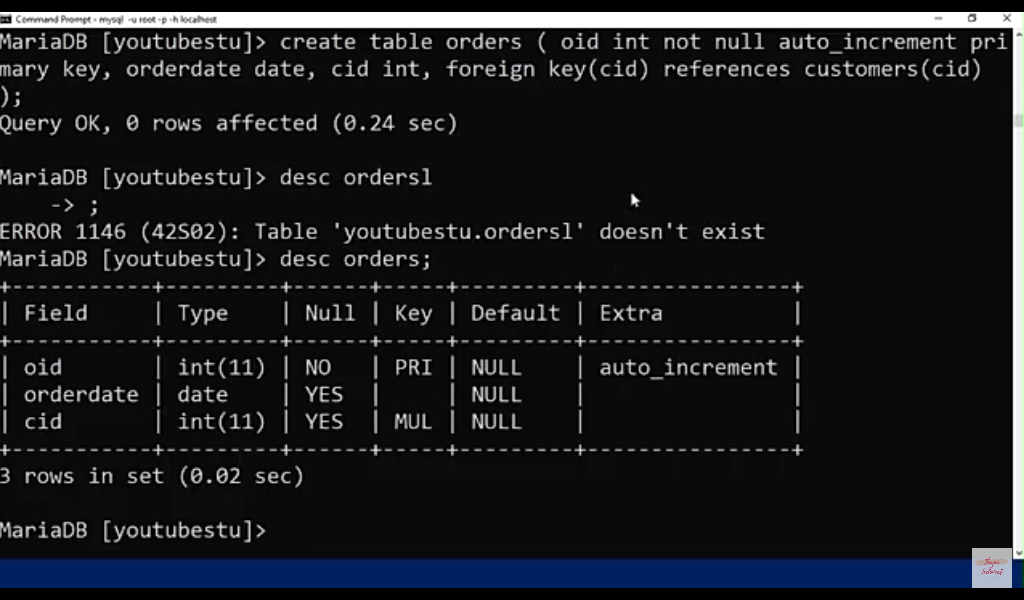 Command Prompt - mysql -u root -p -h localhost
MariaDB [youtubestu]> create table orders ( oid int not null auto_increment pri
mary key, orderdate date, cid int, foreign key(cid) references customers(cid)
);
Query OK, 0 rows affected (0.24 sec)
MariaDB [youtubestu]> desc ordersl
    -> ;
ERROR 1146 (42S02): Table 'youtubestu.ordersl' doesn't exist
MariaDB [youtubestu]> desc orders;
+-----------+---------+------+-----+---------+----------------+
| Field     | Type    | Null | Key | Default | Extra          |
+-----------+---------+------+-----+---------+----------------+
| oid       | int(11) | NO   | PRI | NULL    | auto_increment |
| orderdate | date    | YES  |     | NULL    |                |
| cid       | int(11) | YES  | MUL | NULL    |                |
+-----------+---------+------+-----+---------+----------------+
3 rows in set (0.02 sec)
MariaDB [youtubestu]>